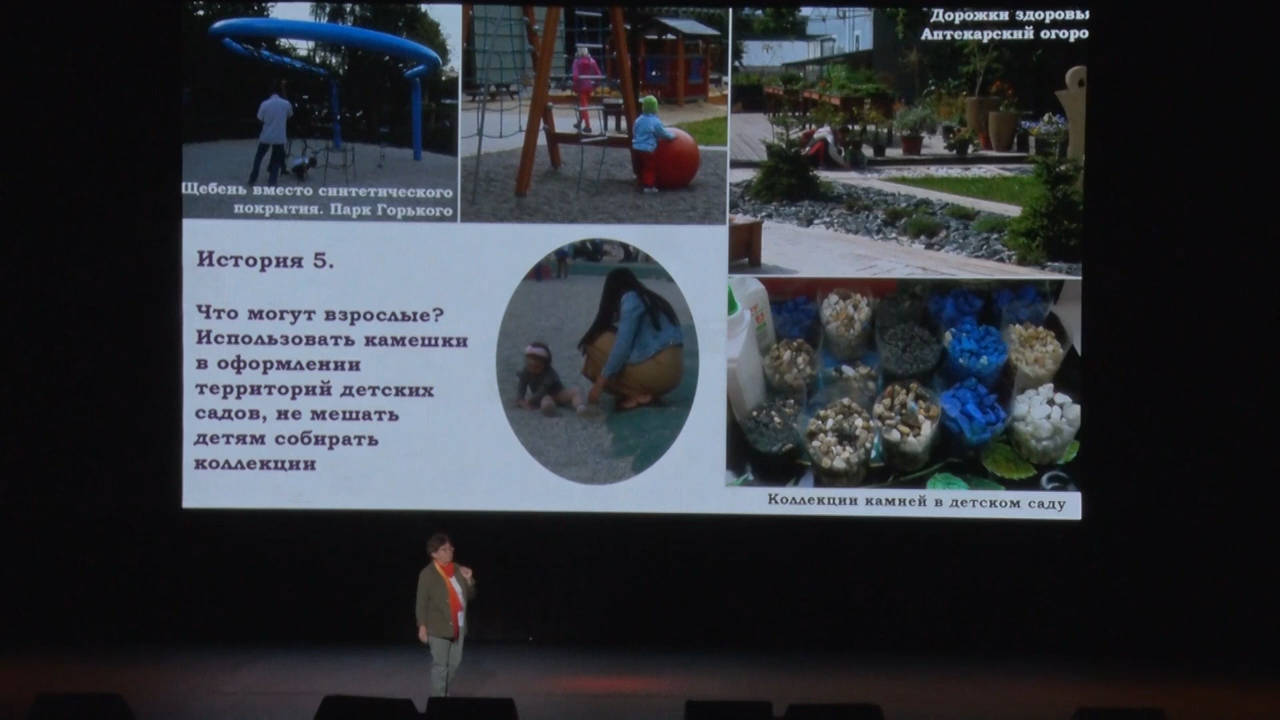 Дорожки здоровь
Аптекарский огоро
Щебень вместо синтетического
покрытия. Парк Горького
История 5.
Что могут взрослые?
Использовать камешки
в оформлении
территорий детских
садов, не мешать
детям собирать
коллекции
Коллекции камней в детском саду